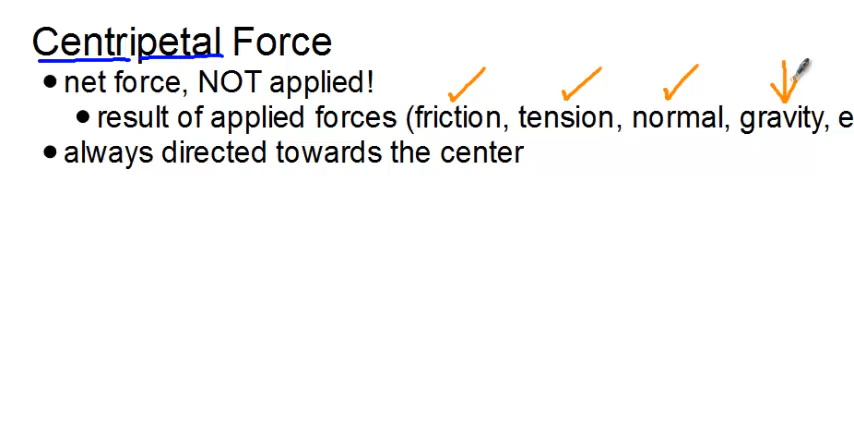 Centripetal Force
• net force, NOT applied!
• result of applied forces (friction, tension, normal, gravity, e
• always directed towards the center